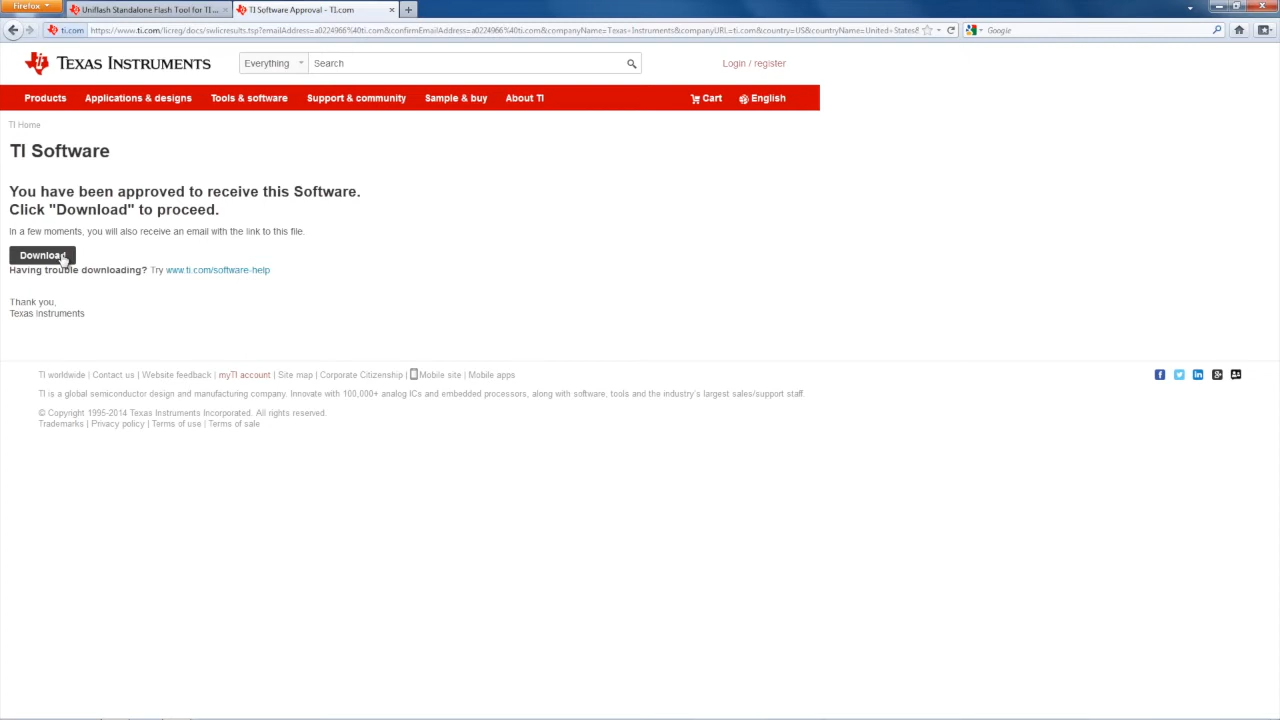 Firefox
Uniflash Standalone Flash Tool for TI ...
TI Software Approval - TI.com
ti.com
https://www.ti.com/licreg/docs/swlicresults.tsp?emailAddress=a0224966%40ti.com&confirmEmailAddress=a0224966%40ti.com&companyName=Texas+Instruments&companyURL=ti.com&country=US&countryName=United+States&
Google
TEXAS INSTRUMENTS
Everything
Search
Login / register
Products
Applications & designs
Tools & software
Support & community
Sample & buy
About TI
Cart
English
TI Home
TI Software
You have been approved to receive this Software.
Click "Download" to proceed.
In a few moments, you will also receive an email with the link to this file.
Download
Having trouble downloading? Try www.ti.com/software-help
Thank you,
Texas Instruments
TI worldwide | Contact us | Website feedback | myTI account | Site map | Corporate Citizenship | Mobile site | Mobile apps
TI is a global semiconductor design and manufacturing company. Innovate with 100,000+ analog ICs and embedded processors, along with software, tools and the industry's largest sales/support staff.
© Copyright 1995-2014 Texas Instruments Incorporated. All rights reserved.
Trademarks | Privacy policy | Terms of use | Terms of sale